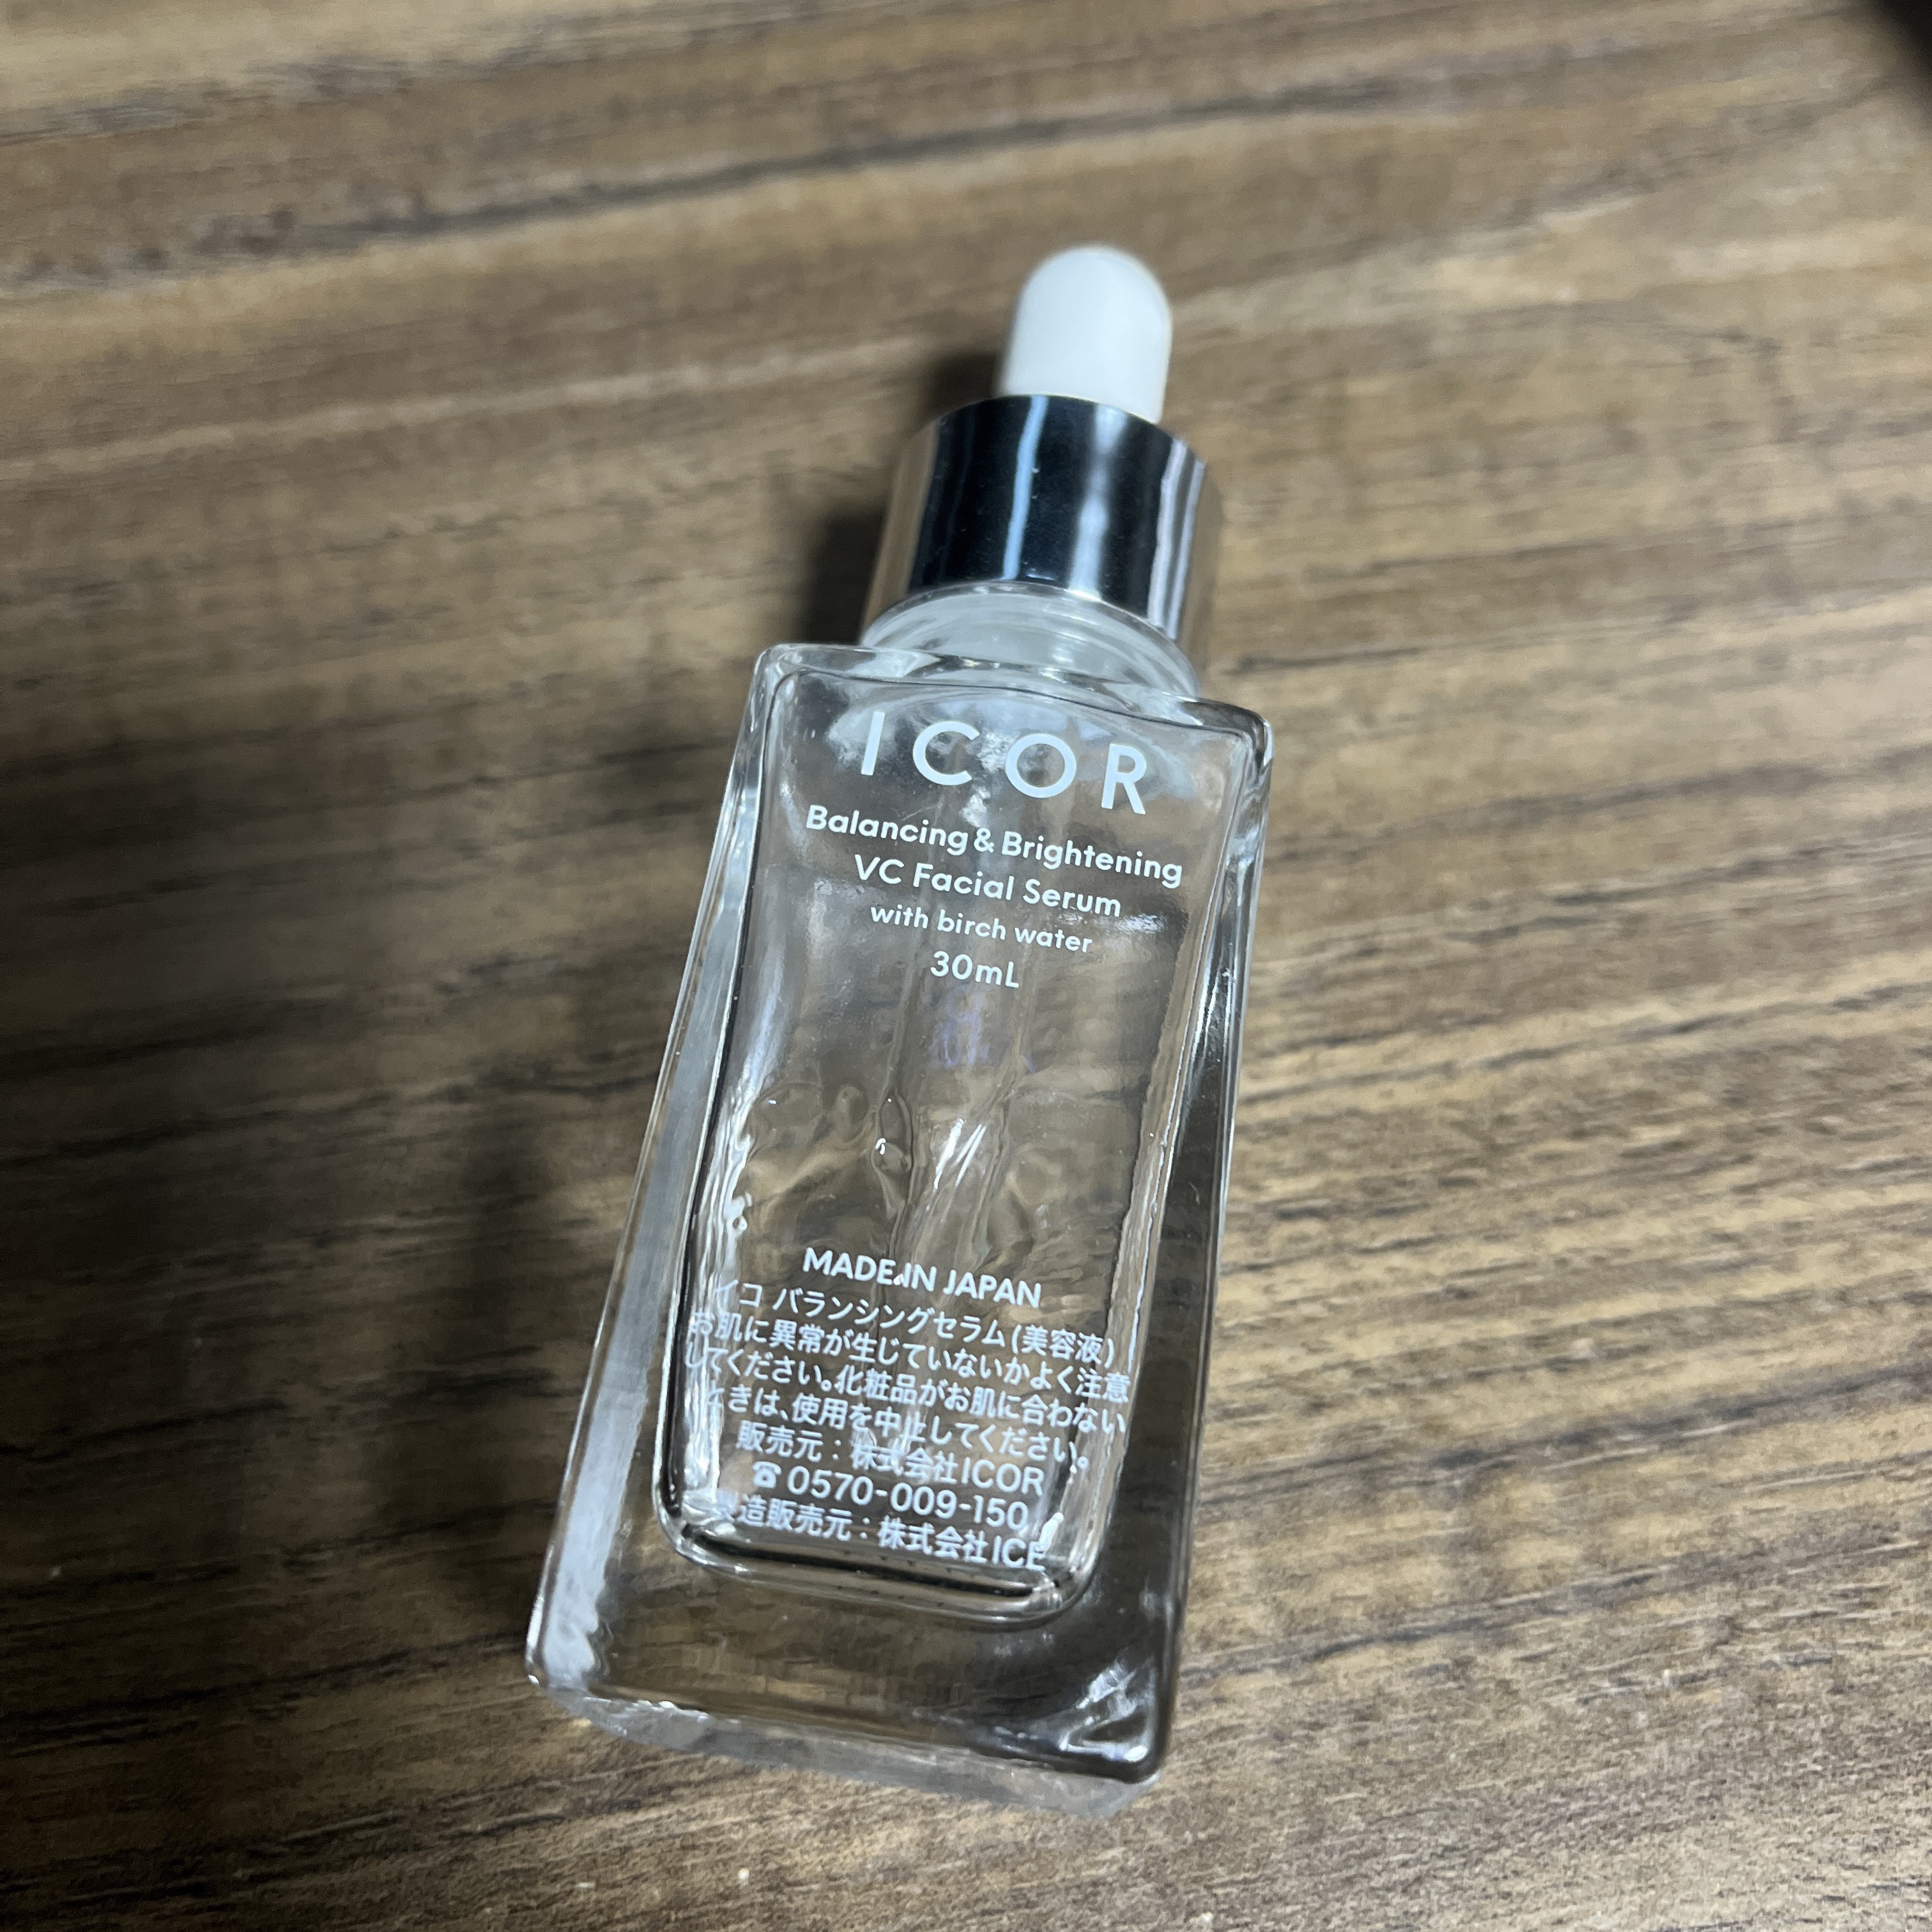 ICOR
Balancing & Brightening
VC Facial Serum
with birch water
30mL
MADE IN JAPAN
イコ バランシングセラム(美容液)
お肌に異常が生じていないかよく注意
してください。化粧品がお肌に合わない
ときは、使用を中止してください。
販売元：株式会社ICOR
☎0570-009-150
製造販売元：株式会社ICE